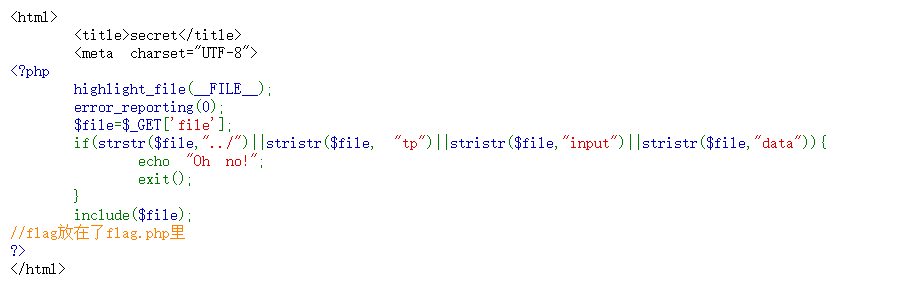 <html>
<title>secret</title>
<meta charset="UTF-8">
<?php
highlight_file(__FILE__);
error_reporting(0);
$file=$_GET['file'];
if(strstr($file,"../")||stristr($file, "tp")||stristr($file,"input")||stristr($file,"data")){
echo "Oh no!";
exit();
}
include($file);
//flag放在了flag.php里
?>
</html>